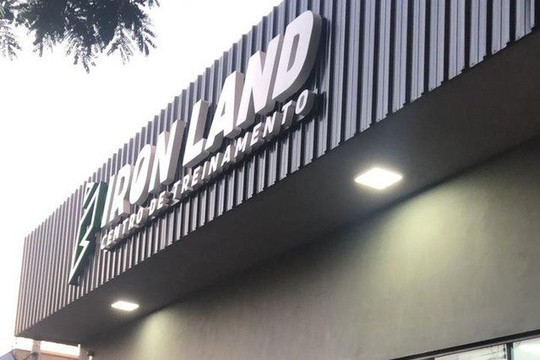 IRON LAND
CENTRO DE TREINAMENTO